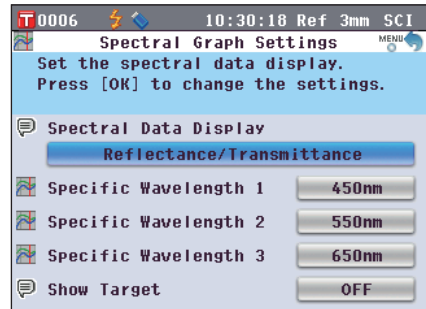 T 0006 10:30:18 Ref 3mm SCI
Spectral Graph Settings MENU
Set the spectral data display.
Press [OK] to change the settings.
Spectral Data Display
Reflectance/Transmittance
Specific Wavelength 1 450nm
Specific Wavelength 2 550nm
Specific Wavelength 3 650nm
Show Target OFF